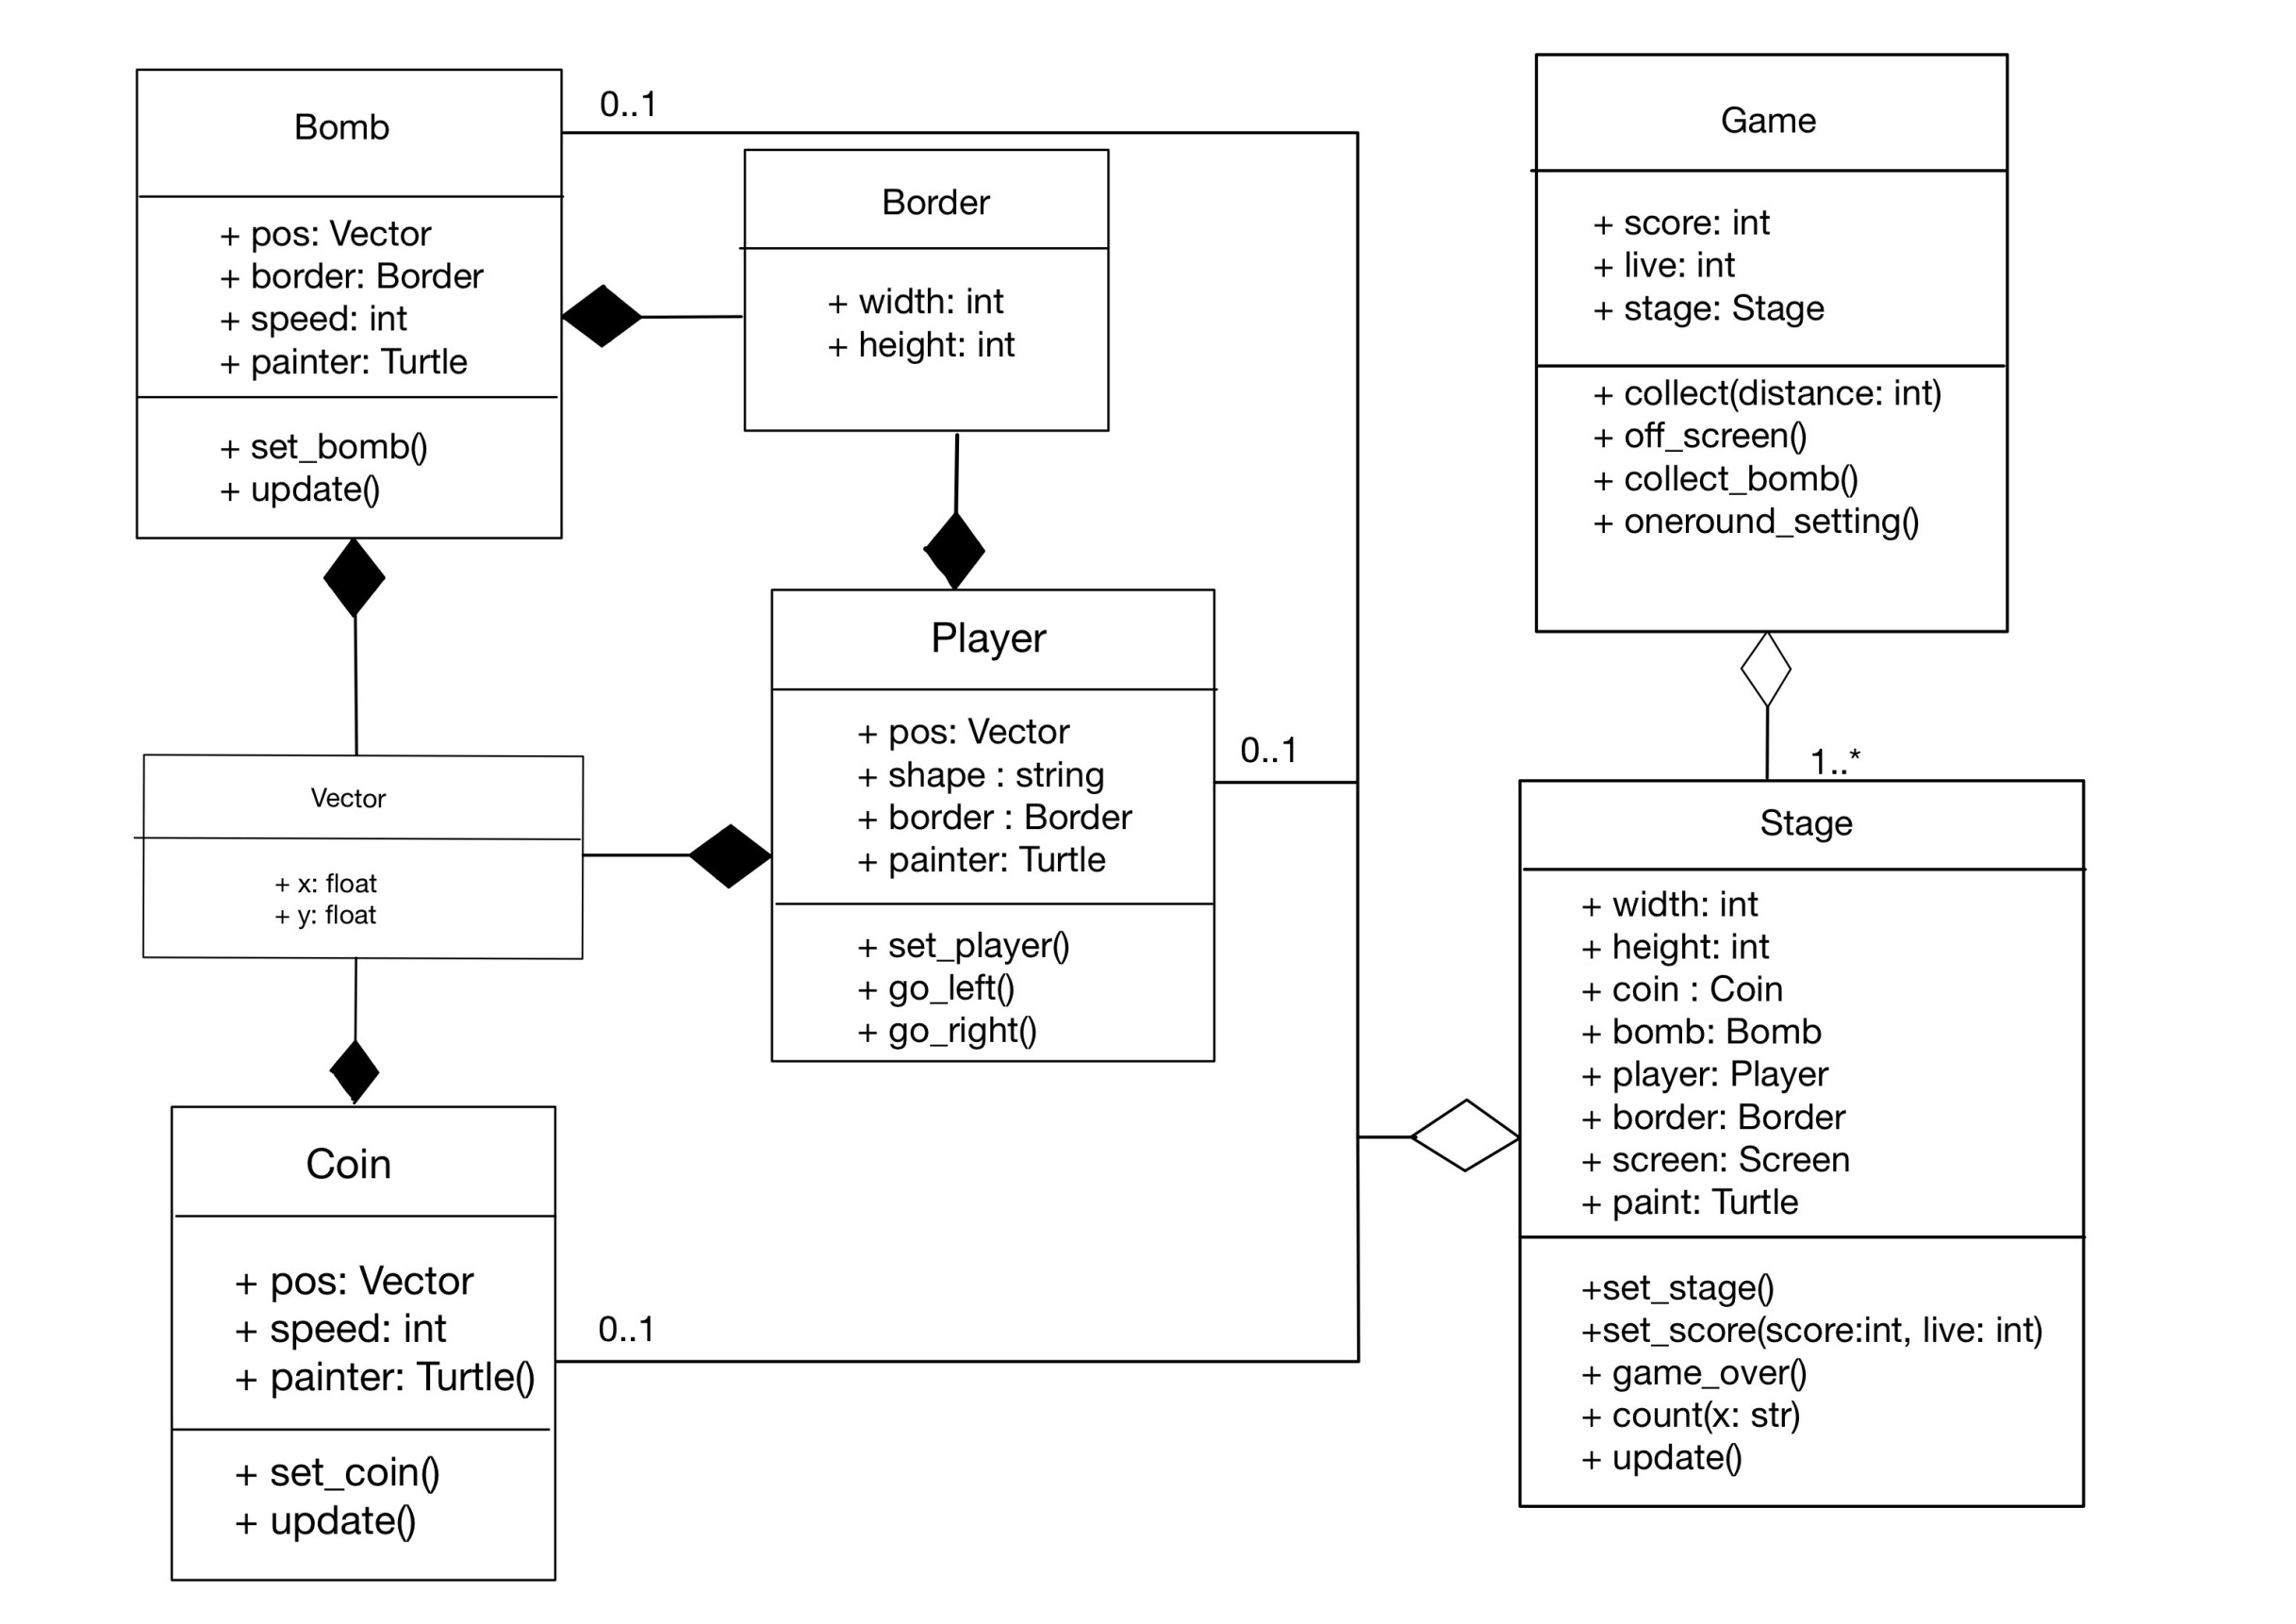 Bomb
+ pos: Vector
+ border: Border
+ speed: int
+ painter: Turtle
+ set_bomb()
+ update()
0..1
Border
+ width: int
+ height: int
Game
+ score: int
+ live: int
+ stage: Stage
+ collect(distance: int)
+ off_screen()
+ collect_bomb()
+ oneround_setting()
Vector
+ x: float
+ y: float
Player
+ pos: Vector
+ shape : string
+ border : Border
+ painter: Turtle
+ set_player()
+ go_left()
+ go_right()
0..1
1..*
Stage
+ width: int
+ height: int
+ coin : Coin
+ bomb: Bomb
+ player: Player
+ border: Border
+ screen: Screen
+ paint: Turtle
+set_stage()
+set_score(score:int, live: int)
+ game_over()
+ count(x: str)
+ update()
Coin
+ pos: Vector
+ speed: int
+ painter: Turtle()
+ set_coin()
+ update()
0..1